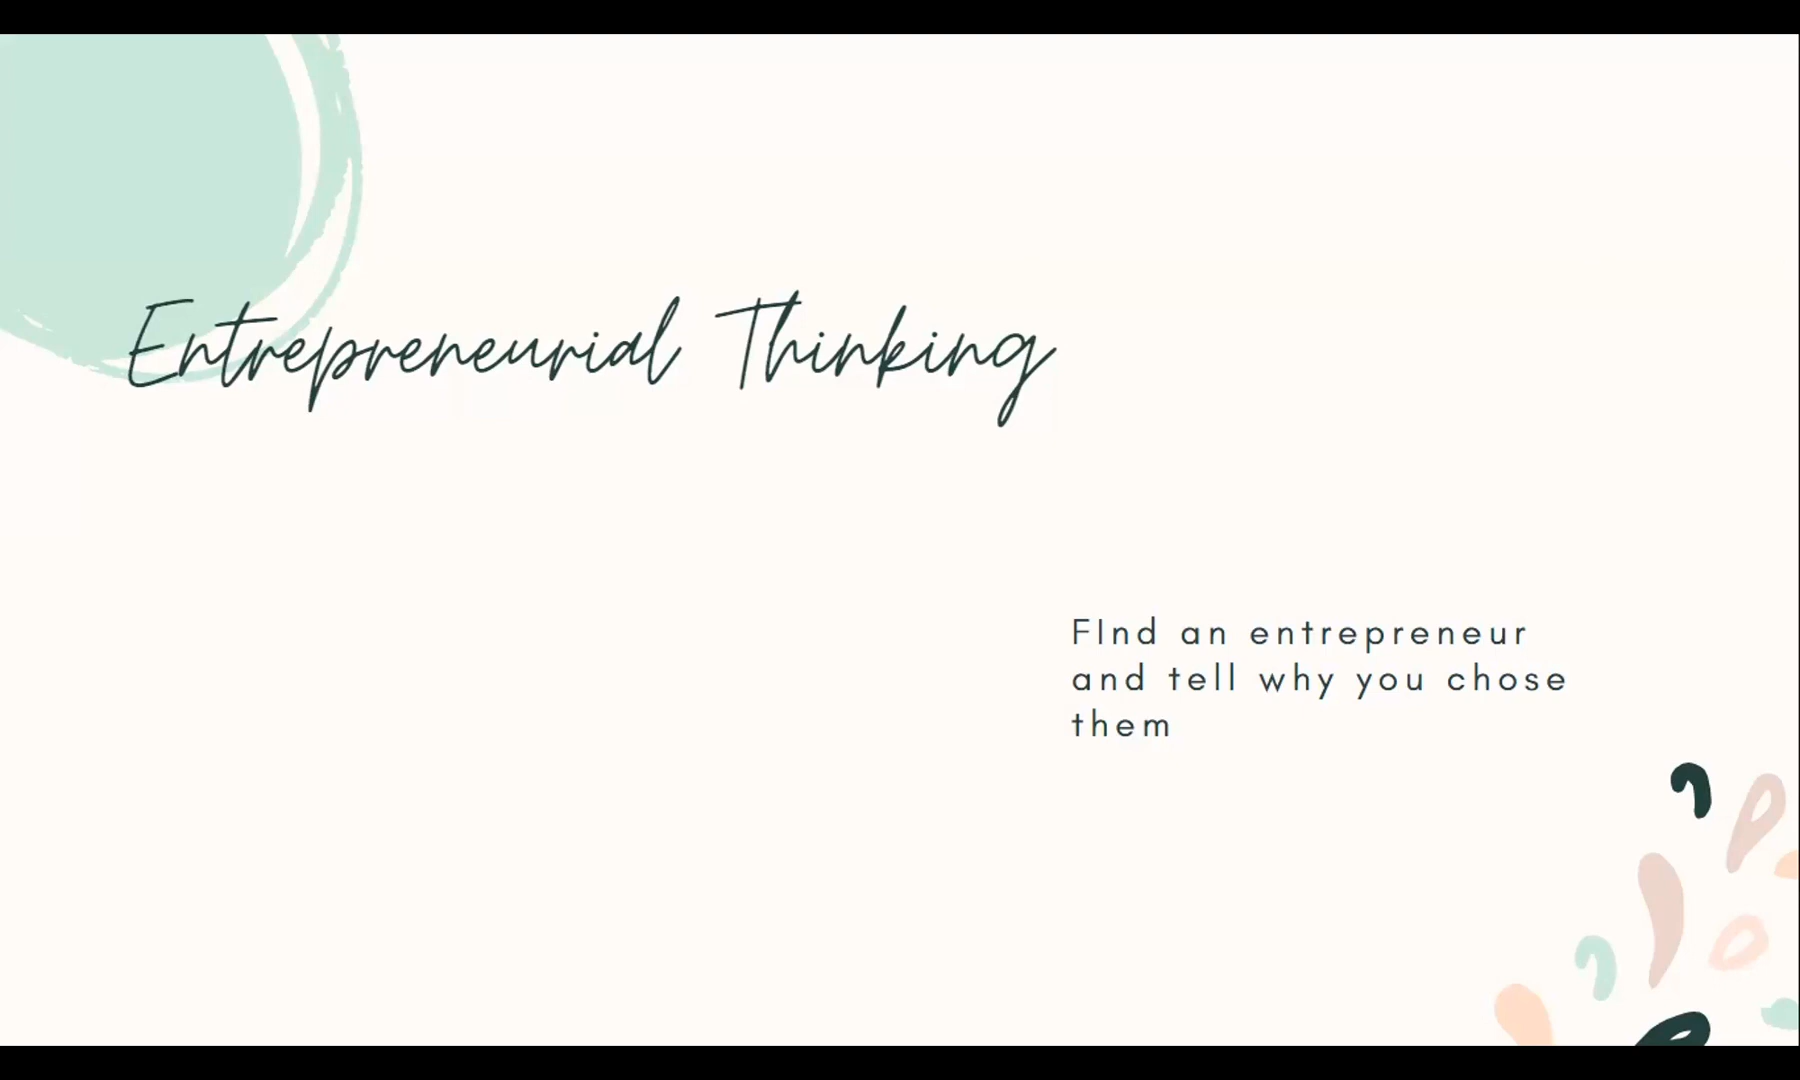 Entrepreneurial Thinking
FInd an entrepreneur
and tell why you chose
them